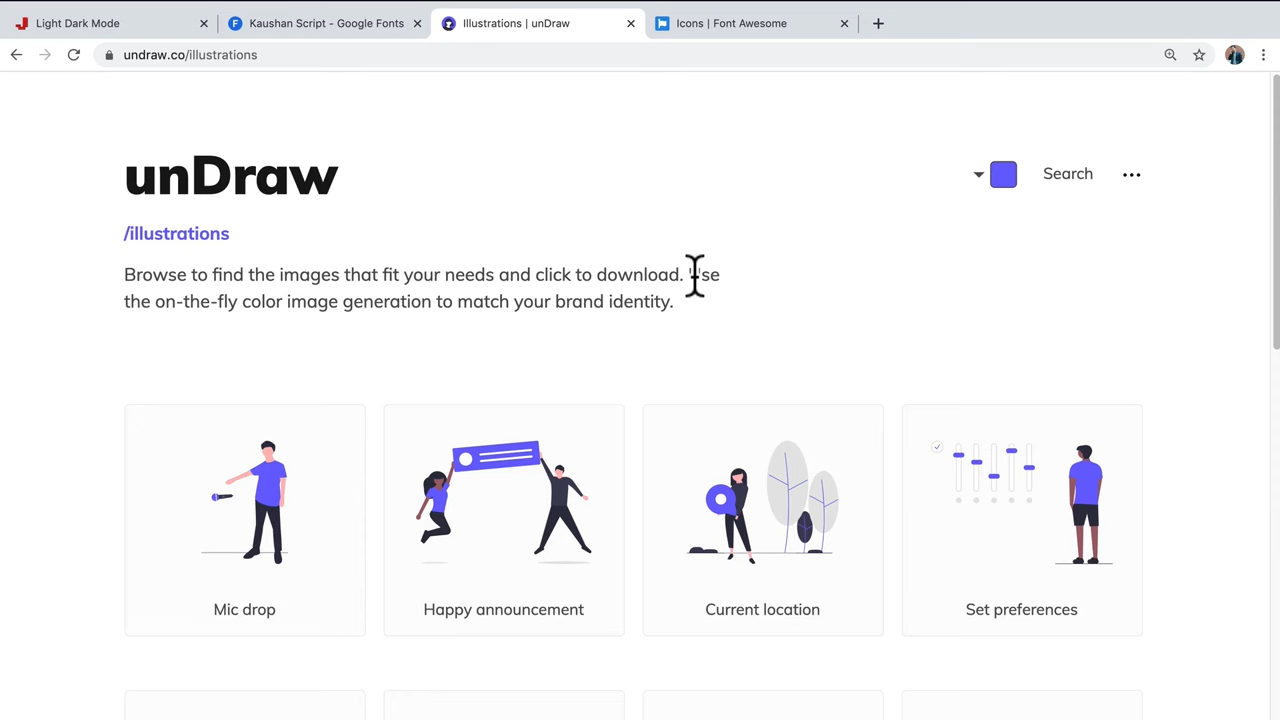 Light Dark Mode
Kaushan Script - Google Fonts
Illustrations | unDraw
Icons | Font Awesome
undraw.co/illustrations
unDraw
Search
/illustrations
Browse to find the images that fit your needs and click to download. Use
the on-the-fly color image generation to match your brand identity.
Mic drop
Happy announcement
Current location
Set preferences